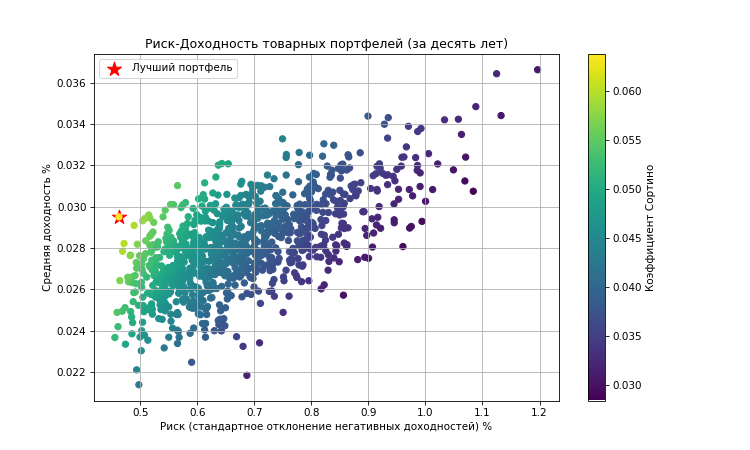 Риск-Доходность товарных портфелей (за десять лет)
Лучший портфель
Средняя доходность %
0.036
0.034
0.032
0.030
0.028
0.026
0.024
0.022
0.5 0.6 0.7 0.8 0.9 1.0 1.1 1.2
Риск (стандартное отклонение негативных доходностей) %
0.060
0.055
0.050
0.045
0.040
0.035
0.030
Коэффициент Сортино